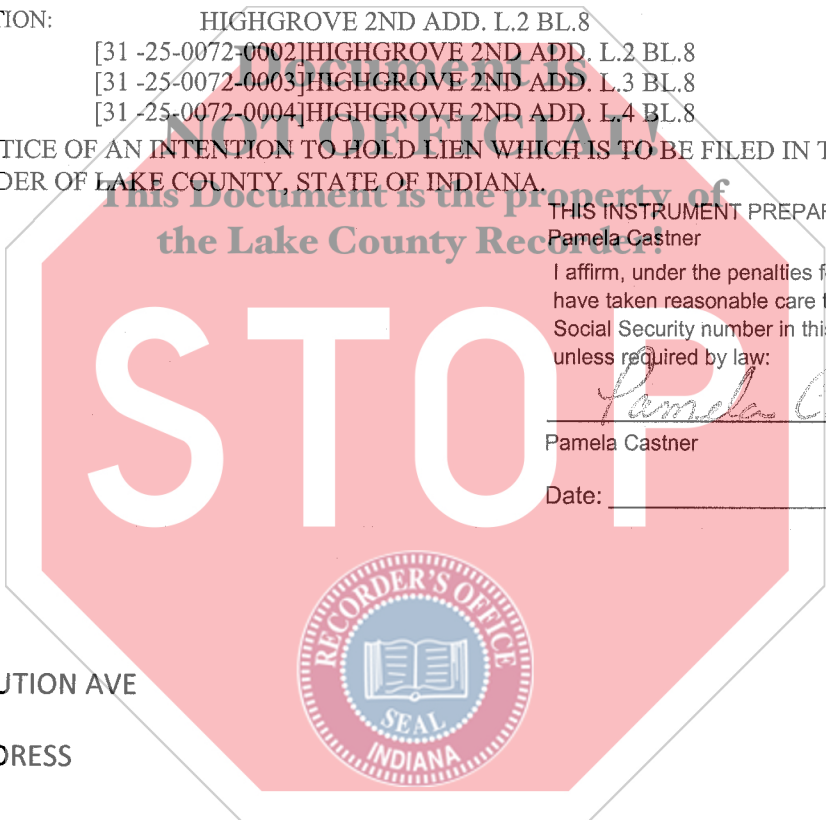 TION: HIGHGROVE 2ND ADD. L.2 BL.8
[31 -25-0072-0002]HIGHGROVE 2ND ADD. L.2 BL.8
[31 -25-0072-0003]HIGHGROVE 2ND ADD. L.3 BL.8
[31 -25-0072-0004]HIGHGROVE 2ND ADD. L.4 BL.8
Document is
NOT OFFICIAL!
TICE OF AN INTENTION TO HOLD LIEN WHICH IS TO BE FILED IN T
DER OF LAKE COUNTY, STATE OF INDIANA.
This Document is the property of
the Lake County Recorder!
THIS INSTRUMENT PREPAR
Pamela Castner
I affirm, under the penalties f
have taken reasonable care t
Social Security number in this
unless required by law:
Pamela C
Pamela Castner
Date:
STOP
RECORDER'S OFFICE
SEAL
INDIANA
UTION AVE
DRESS